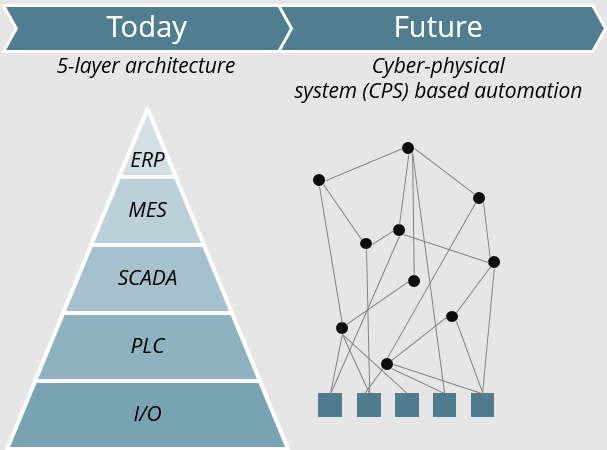 Today
Future
5-layer architecture
Cyber-physical
system (CPS) based automation
ERP
MES
SCADA
PLC
I/O